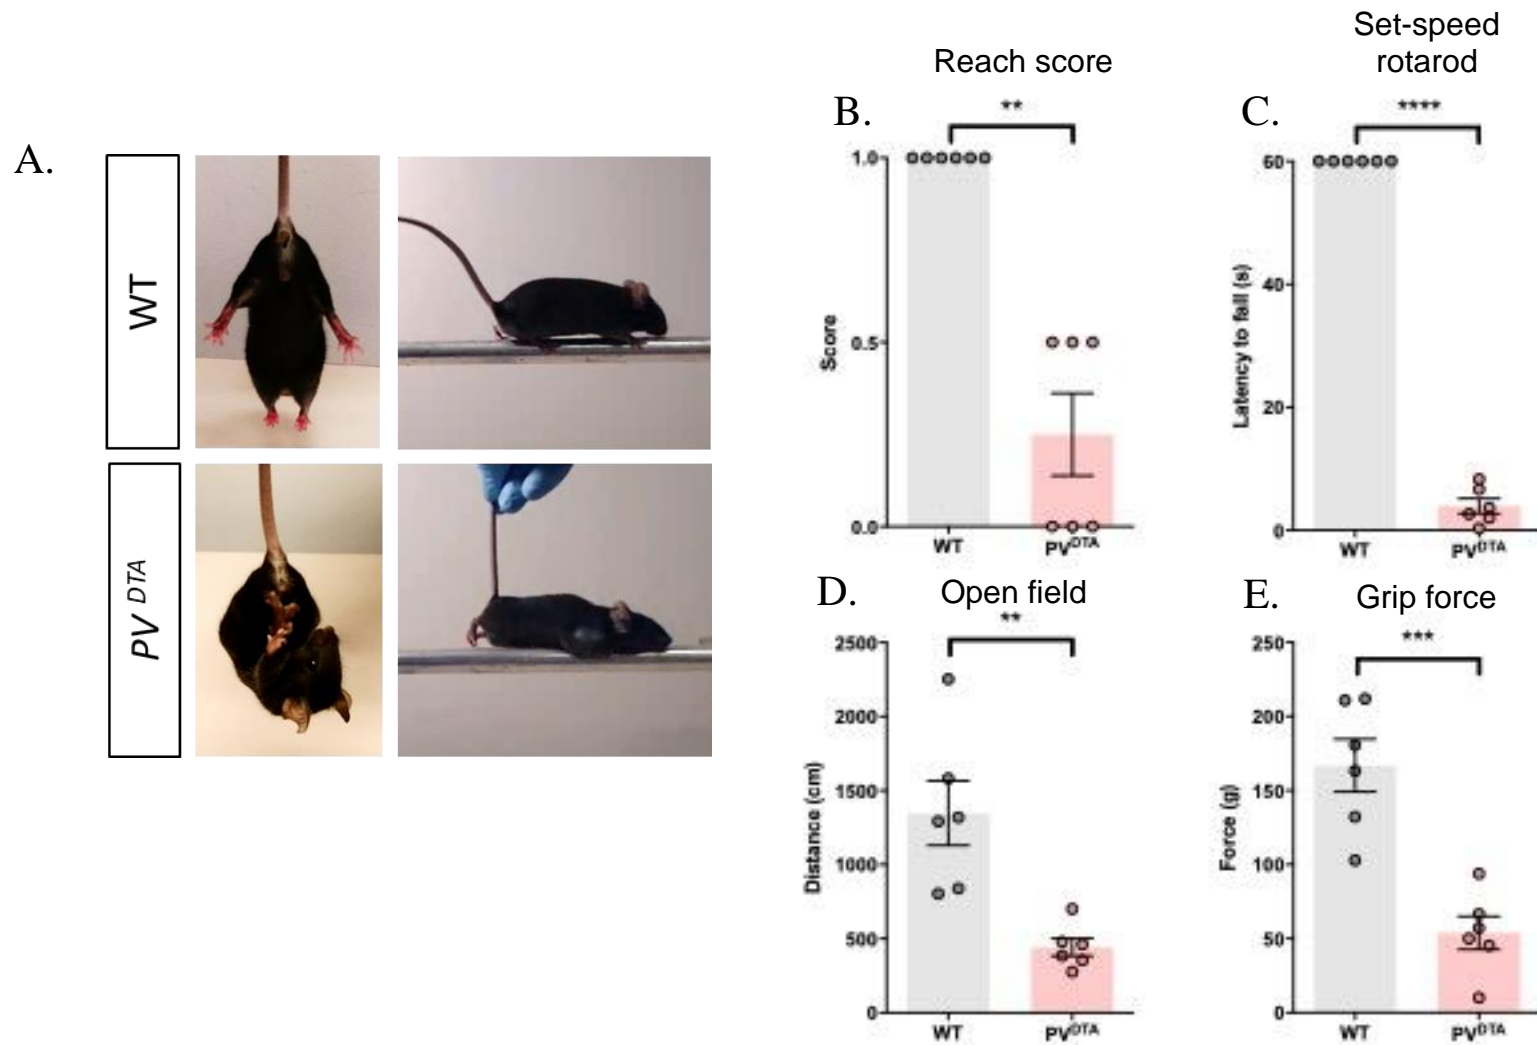 A.
WT
PV DTA
Reach score
B.
**
Score
1.0
0.5
0.0
WT
PVDTA
Set-speed
rotarod
C.
****
Latency to fall (s)
60
40
20
0
WT
PVDTA
D.
Open field
**
Distance (cm)
2500
2000
1500
1000
500
0
WT
PVDTA
E.
Grip force
***
Force (g)
250
200
150
100
50
0
WT
PVDTA